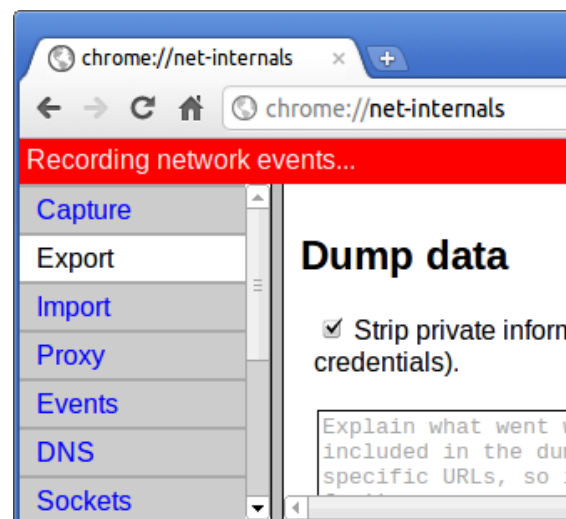 chrome://net-internals
chrome://net-internals
Recording network events...
Capture
Export
Import
Proxy
Events
DNS
Sockets
Dump data
Strip private inform
credentials).
Explain what went w
included in the du
specific URLs, so